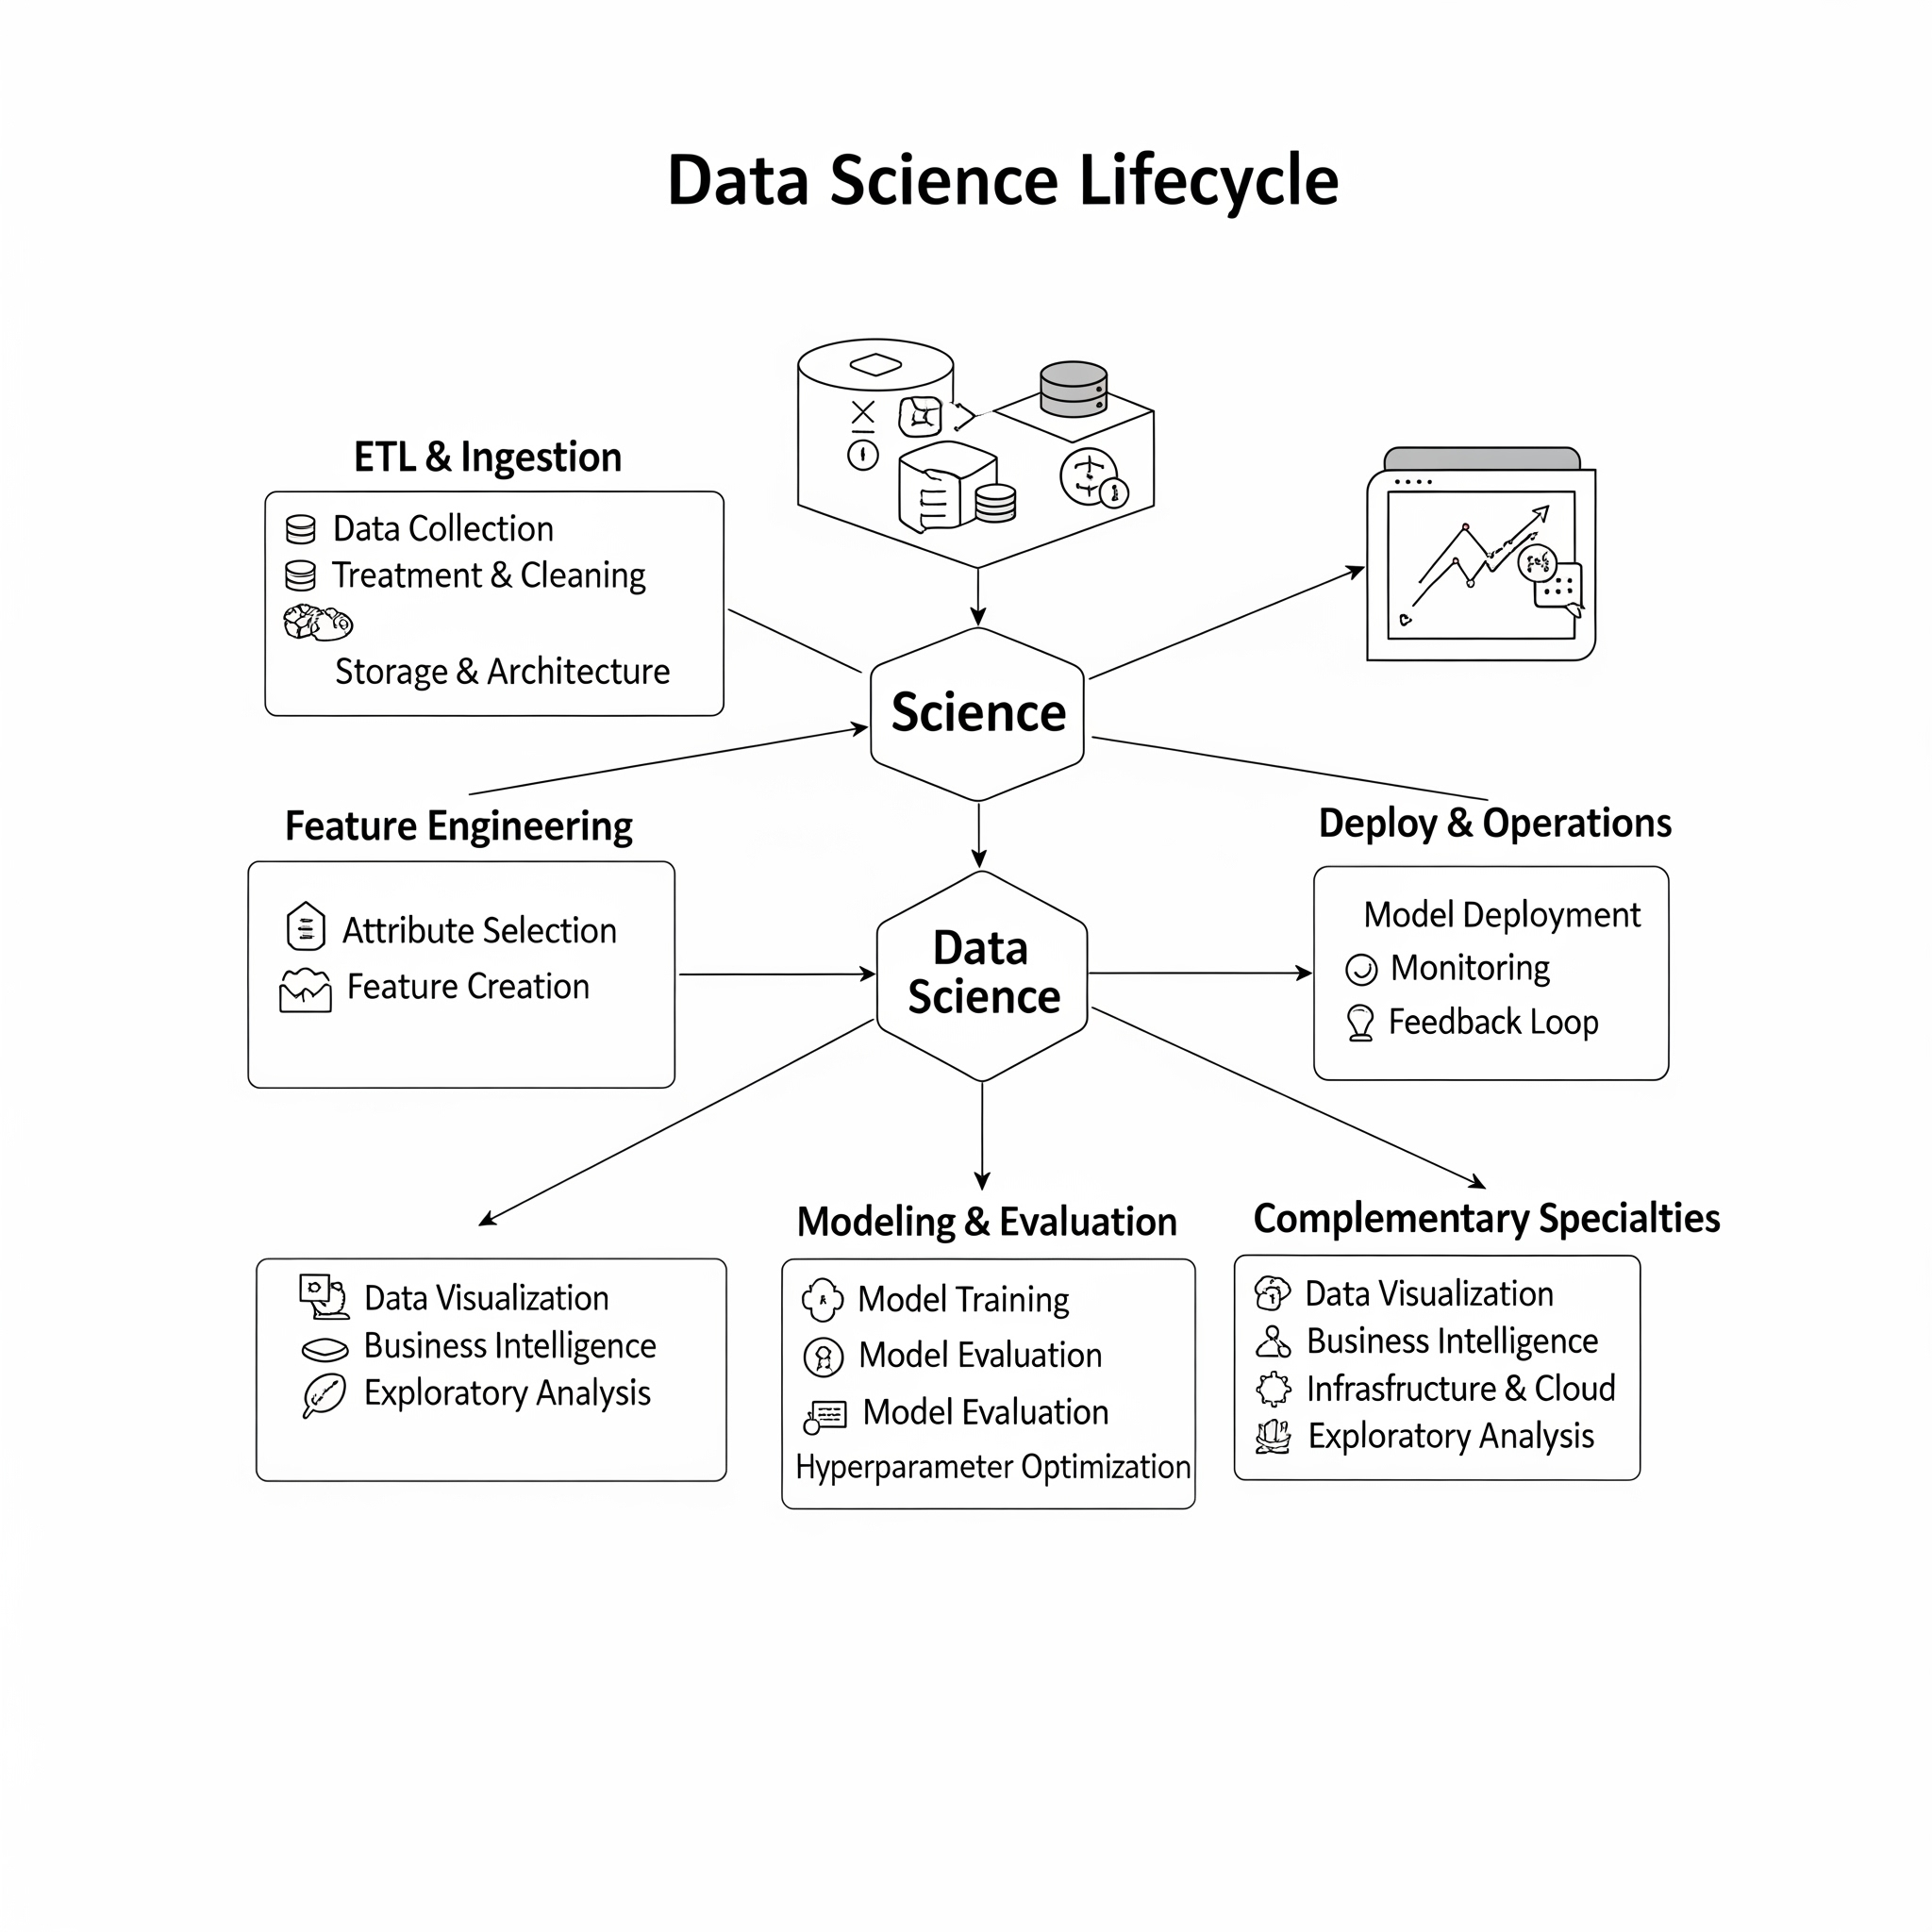 Data Science Lifecycle
ETL & Ingestion
Data Collection
Treatment & Cleaning
Storage & Architecture
Science
Feature Engineering
Attribute Selection
Feature Creation
Data
Science
Deploy & Operations
Model Deployment
Monitoring
Feedback Loop
Data Visualization
Business Intelligence
Exploratory Analysis
Modeling & Evaluation
Model Training
Model Evaluation
Model Evaluation
Hyperparameter Optimization
Complementary Specialties
Data Visualization
Business Intelligence
Infrasfructure & Cloud
Exploratory Analysis